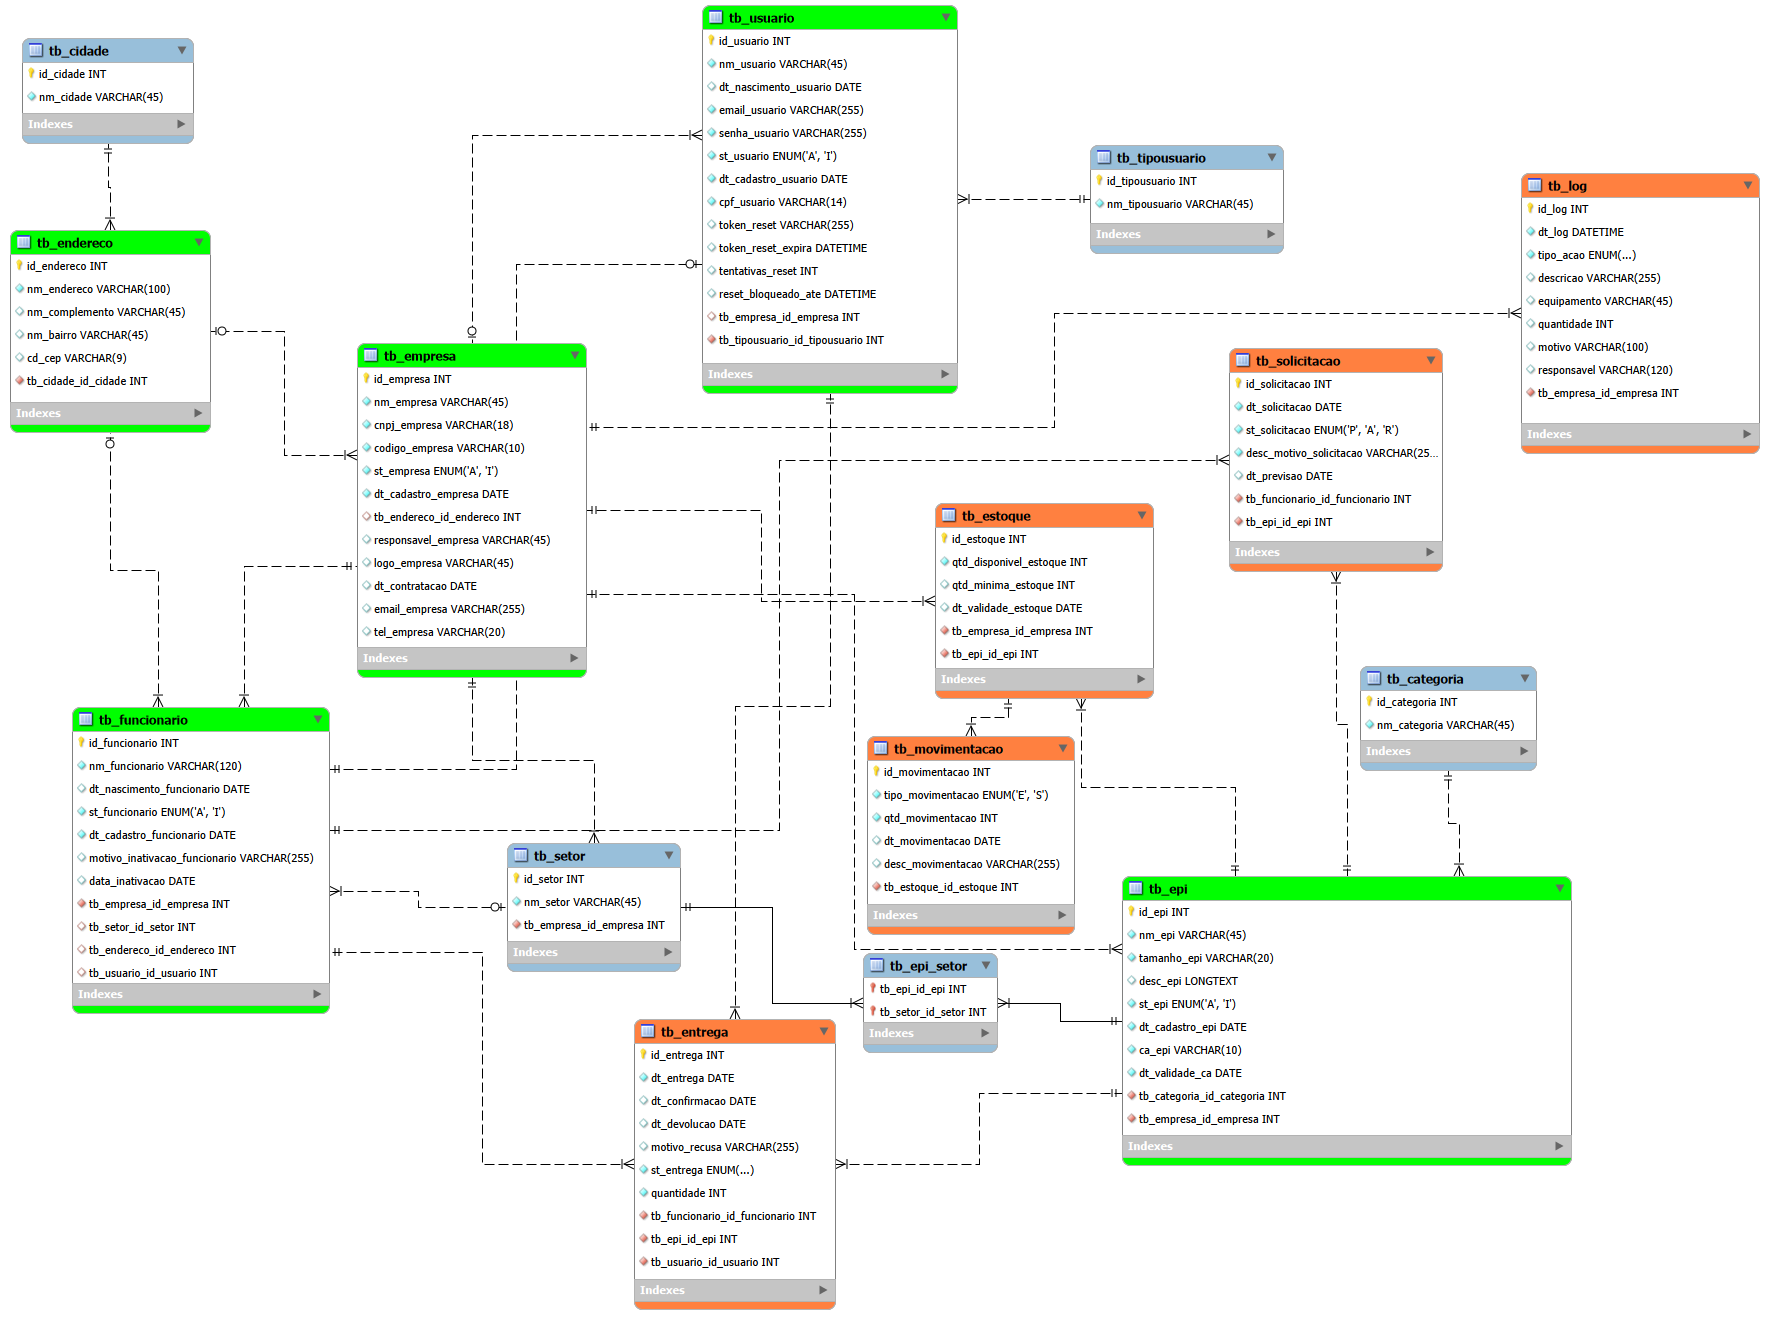 tb_cidade
id_cidade INT
nm_cidade VARCHAR(45)
Indexes
tb_endereco
id_endereco INT
nm_endereco VARCHAR(100)
nm_complemento VARCHAR(45)
nm_bairro VARCHAR(45)
cd_cep VARCHAR(9)
tb_cidade_id_cidade INT
Indexes
tb_usuario
id_usuario INT
nm_usuario VARCHAR(45)
dt_nascimento_usuario DATE
email_usuario VARCHAR(255)
senha_usuario VARCHAR(255)
st_usuario ENUM('A', 'I')
dt_cadastro_usuario DATE
cpf_usuario VARCHAR(14)
token_reset VARCHAR(255)
token_reset_expira DATETIME
tentativas_reset INT
reset_bloqueado_ate DATETIME
tb_empresa_id_empresa INT
tb_tipousuario_id_tipousuario INT
Indexes
tb_tipousuario
id_tipousuario INT
nm_tipousuario VARCHAR(45)
Indexes
tb_log
id_log INT
dt_log DATETIME
tipo_acao ENUM(...)
descricao VARCHAR(255)
equipamento VARCHAR(45)
quantidade INT
motivo VARCHAR(100)
responsavel VARCHAR(120)
tb_empresa_id_empresa INT
Indexes
tb_empresa
id_empresa INT
nm_empresa VARCHAR(45)
cnpj_empresa VARCHAR(18)
codigo_empresa VARCHAR(10)
st_empresa ENUM('A', 'I')
dt_cadastro_empresa DATE
tb_endereco_id_endereco INT
responsavel_empresa VARCHAR(45)
logo_empresa VARCHAR(45)
dt_contratacao DATE
email_empresa VARCHAR(255)
tel_empresa VARCHAR(20)
Indexes
tb_solicitacao
id_solicitacao INT
dt_solicitacao DATE
st_solicitacao ENUM('P', 'A', 'R')
desc_motivo_solicitacao VARCHAR(25...
dt_previsao DATE
tb_funcionario_id_funcionario INT
tb_epi_id_epi INT
Indexes
tb_estoque
id_estoque INT
qtd_disponivel_estoque INT
qtd_minima_estoque INT
dt_validade_estoque DATE
tb_empresa_id_empresa INT
tb_epi_id_epi INT
Indexes
tb_categoria
id_categoria INT
nm_categoria VARCHAR(45)
Indexes
tb_funcionario
id_funcionario INT
nm_funcionario VARCHAR(120)
dt_nascimento_funcionario DATE
st_funcionario ENUM('A', 'I')
dt_cadastro_funcionario DATE
motivo_inativacao_funcionario VARCHAR(255)
data_inativacao DATE
tb_empresa_id_empresa INT
tb_setor_id_setor INT
tb_endereco_id_endereco INT
tb_usuario_id_usuario INT
Indexes
tb_movimentacao
id_movimentacao INT
tipo_movimentacao ENUM('E', 'S')
qtd_movimentacao INT
dt_movimentacao DATE
desc_movimentacao VARCHAR(255)
tb_estoque_id_estoque INT
Indexes
tb_setor
id_setor INT
nm_setor VARCHAR(45)
tb_empresa_id_empresa INT
Indexes
tb_epi_setor
tb_epi_id_epi INT
tb_setor_id_setor INT
Indexes
tb_epi
id_epi INT
nm_epi VARCHAR(45)
tamanho_epi VARCHAR(20)
desc_epi LONGTEXT
st_epi ENUM('A', 'I')
dt_cadastro_epi DATE
ca_epi VARCHAR(10)
dt_validade_ca DATE
tb_categoria_id_categoria INT
tb_empresa_id_empresa INT
Indexes
tb_entrega
id_entrega INT
dt_entrega DATE
dt_confirmacao DATE
dt_devolucao DATE
motivo_recusa VARCHAR(255)
st_entrega ENUM(...)
quantidade INT
tb_funcionario_id_funcionario INT
tb_epi_id_epi INT
tb_usuario_id_usuario INT
Indexes